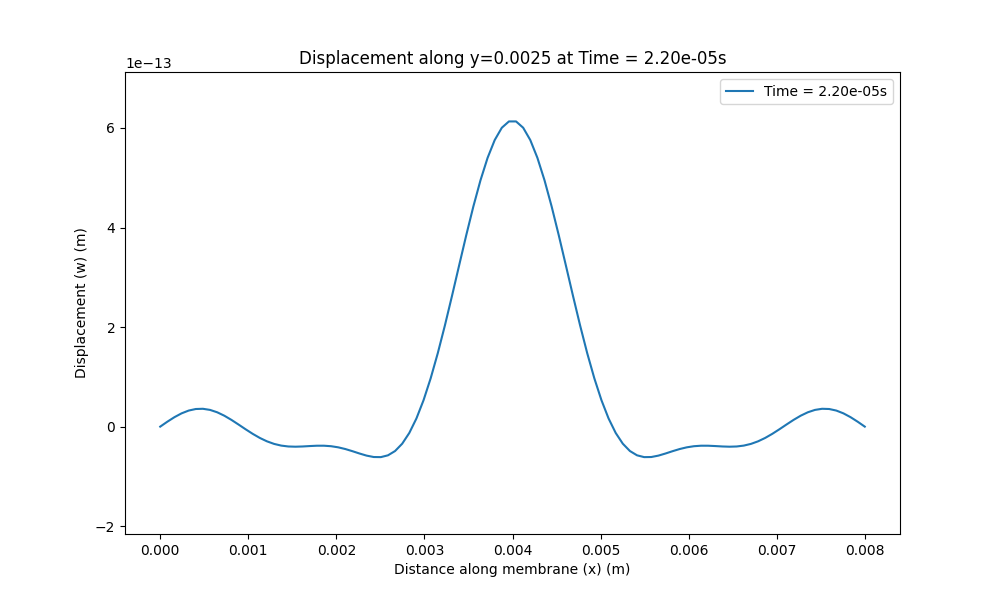 Displacement along y=0.0025 at Time = 2.20e-05s
1e−13
Time = 2.20e-05s
6
4
2
0
−2
Displacement (w) (m)
0.000 0.001 0.002 0.003 0.004 0.005 0.006 0.007 0.008
Distance along membrane (x) (m)